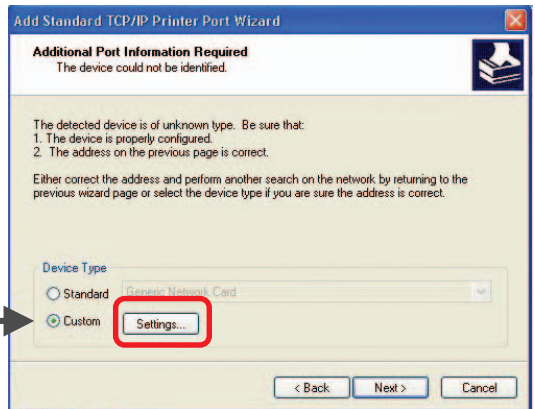 Add Standard TCP/IP Printer Port Wizard
Additional Port Information Required
The device could not be identified.
The detected device is of unknown type. Be sure that:
1. The device is properly configured.
2. The address on the previous page is correct.
Either correct the address and perform another search on the network by returning to the
previous wizard page or select the device type if you are sure the address is correct.
Device Type
Standard Generic Network Card
Custom Settings...
< Back Next > Cancel